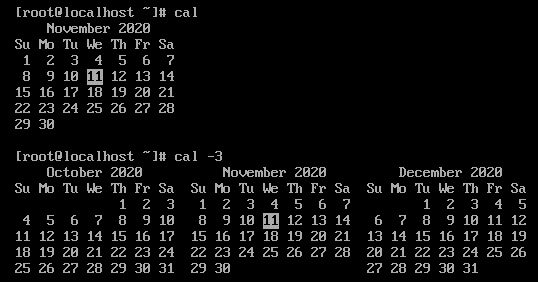 [root@localhost ~]# cal
    November 2020
Su Mo Tu We Th Fr Sa
 1  2  3  4  5  6  7
 8  9 10 11 12 13 14
15 16 17 18 19 20 21
22 23 24 25 26 27 28
29 30

[root@localhost ~]# cal -3
    October 2020          November 2020         December 2020
Su Mo Tu We Th Fr Sa  Su Mo Tu We Th Fr Sa  Su Mo Tu We Th Fr Sa
             1  2  3   1  2  3  4  5  6  7         1  2  3  4  5
 4  5  6  7  8  9 10   8  9 10 11 12 13 14   6  7  8  9 10 11 12
11 12 13 14 15 16 17  15 16 17 18 19 20 21  13 14 15 16 17 18 19
18 19 20 21 22 23 24  22 23 24 25 26 27 28  20 21 22 23 24 25 26
25 26 27 28 29 30 31  29 30                 27 28 29 30 31